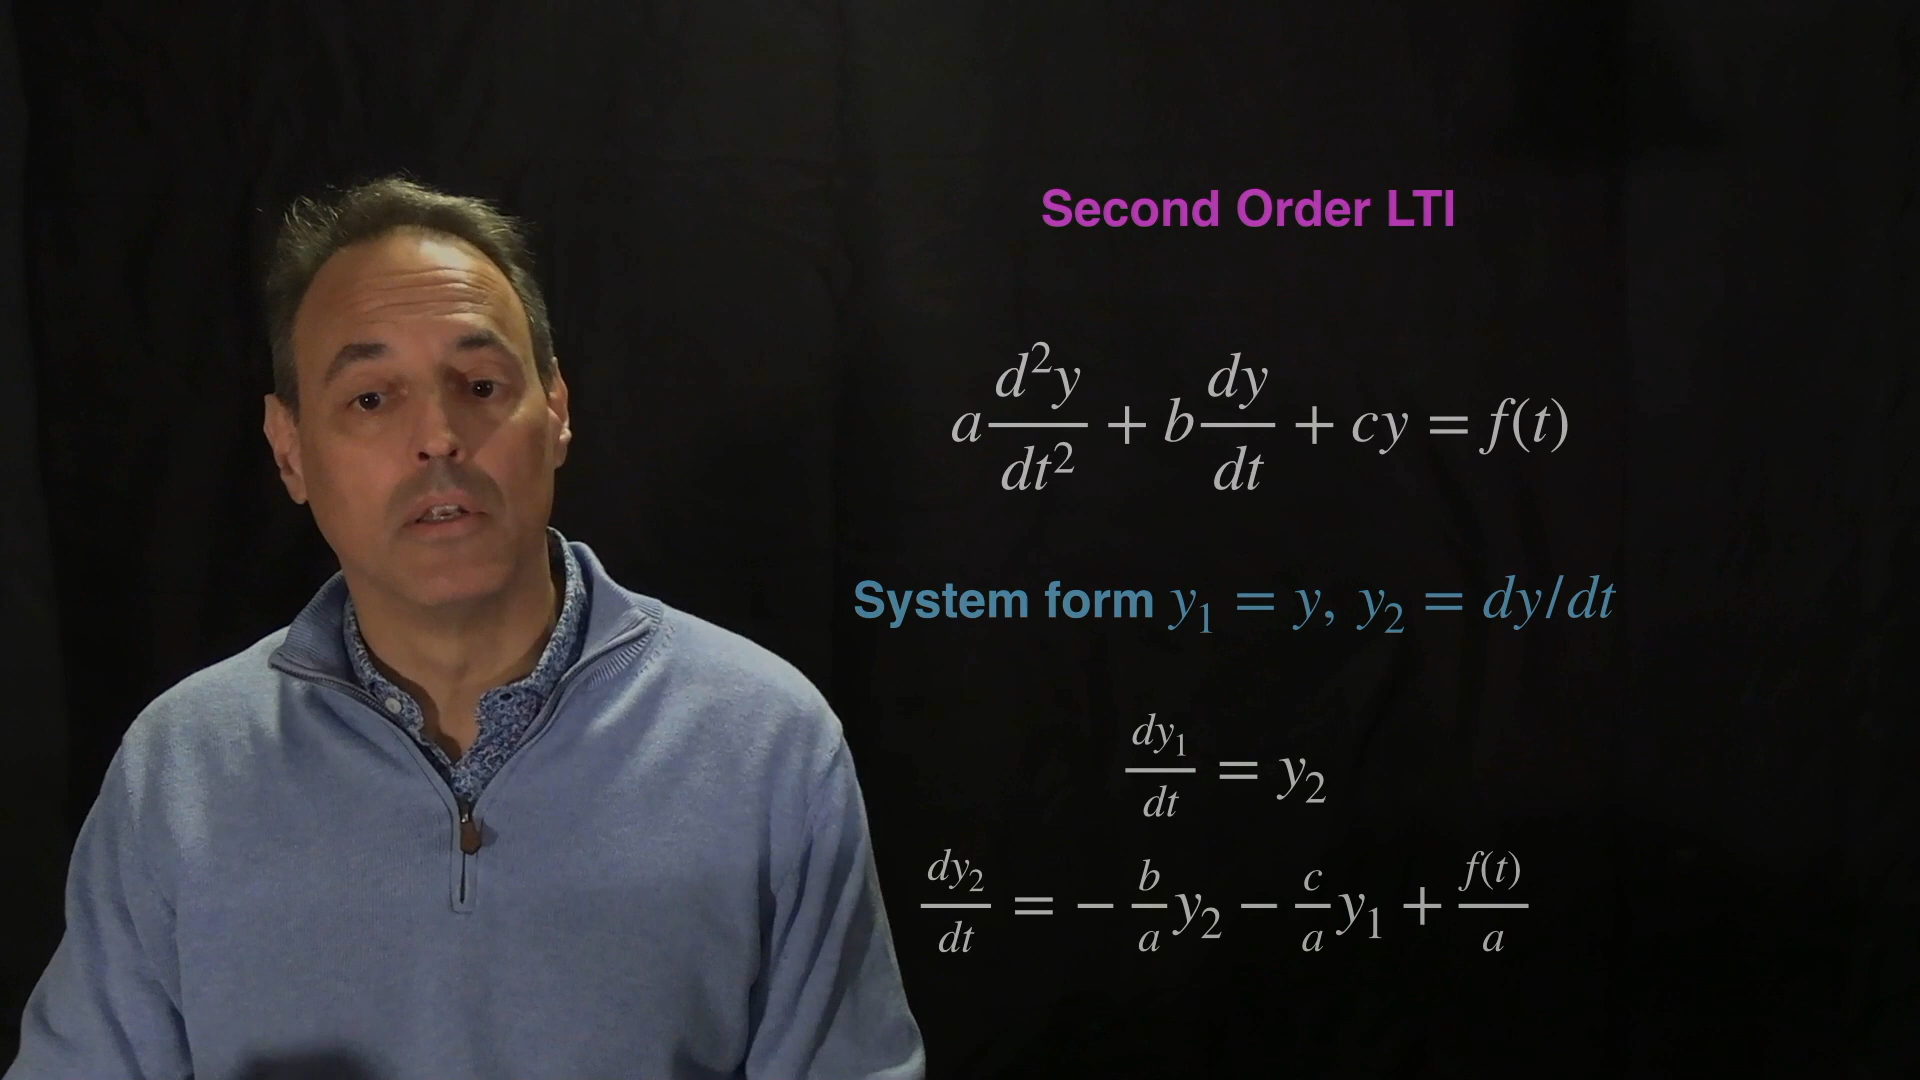 Second Order LTI
a d²y/dt² + b dy/dt + cy = f(t)
System form y₁ = y, y₂ = dy/dt
dy₁/dt = y₂
dy₂/dt = − b/a y₂ − c/a y₁ + f(t)/a